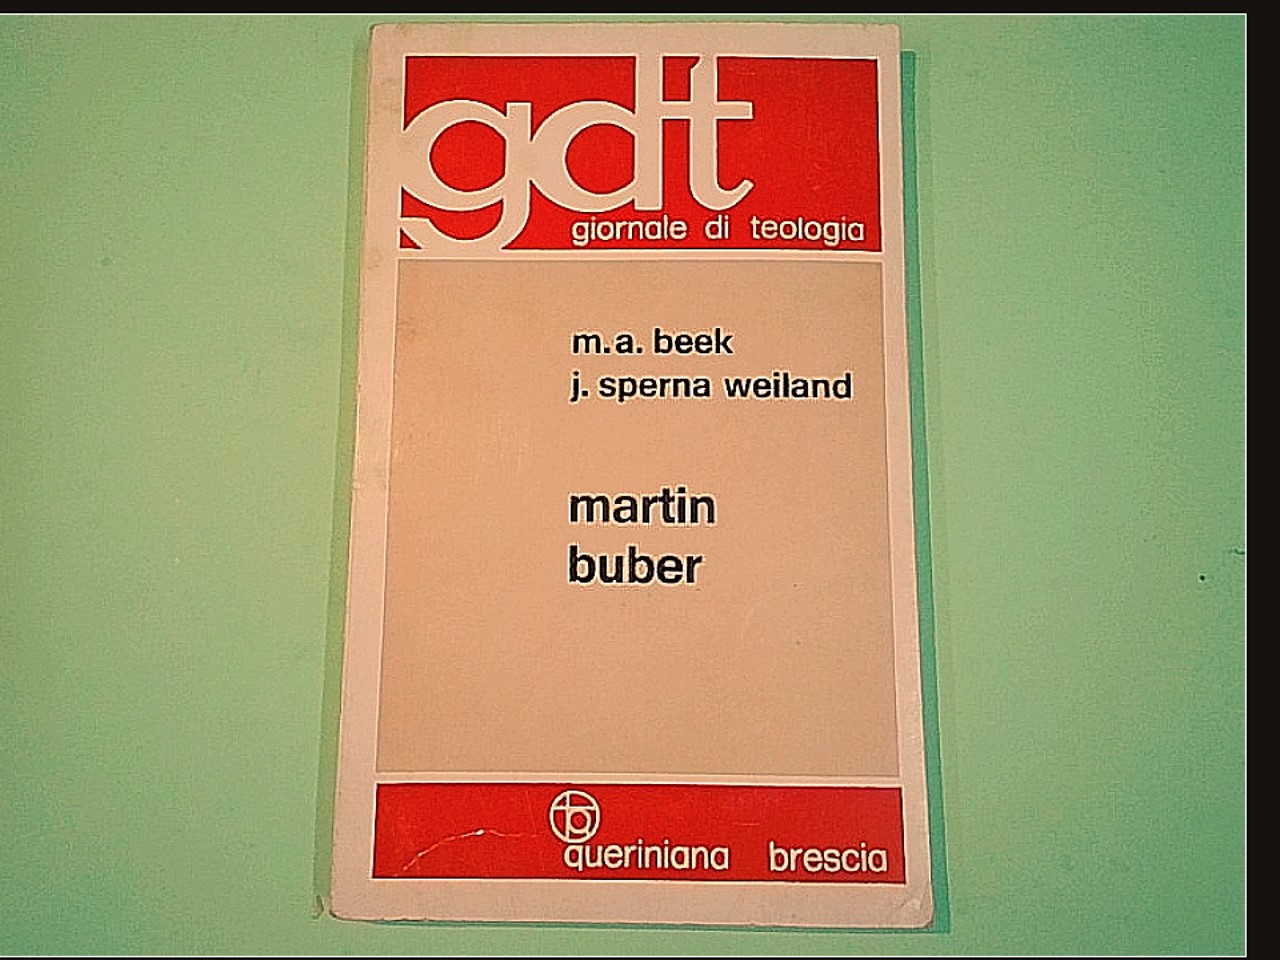 gdt
giornale di teologia
m.a. beek
j. sperna weiland
martin
buber
queriniana brescia